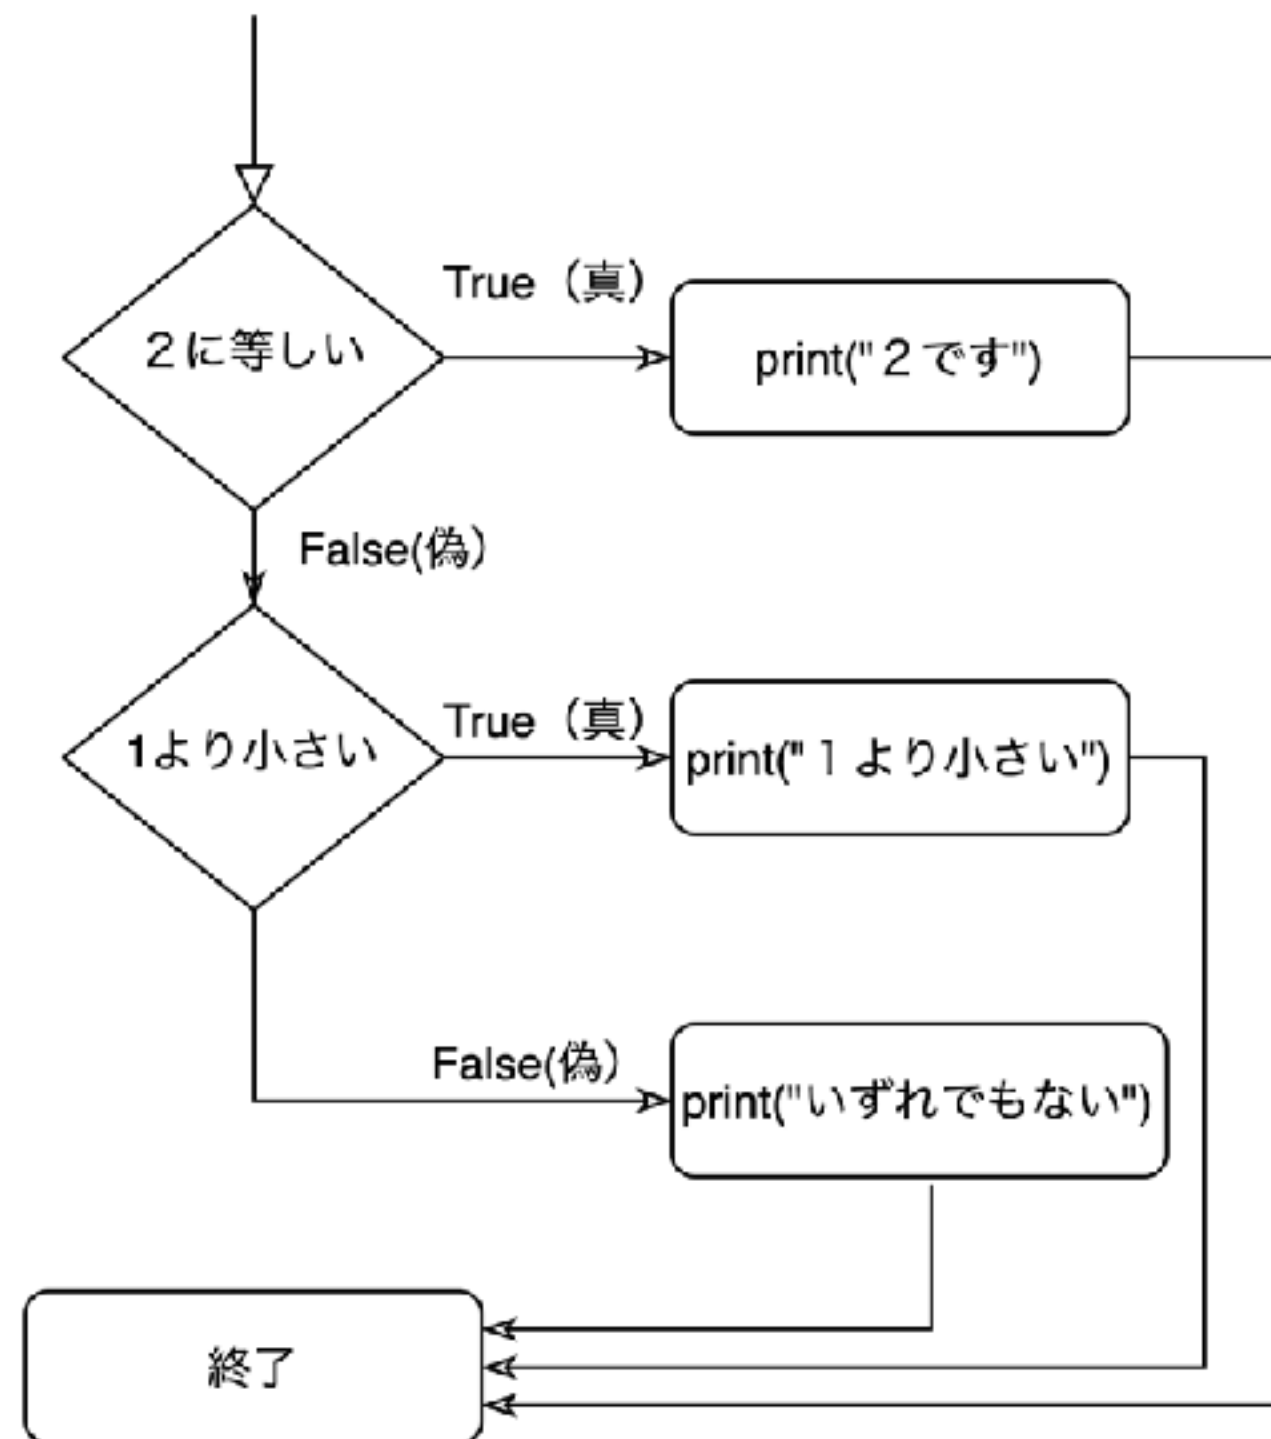 True（真）
２に等しい
print("２です")
False(偽）
True（真）
1より小さい
print("１より小さい")
False(偽）
print("いずれでもない")
終了